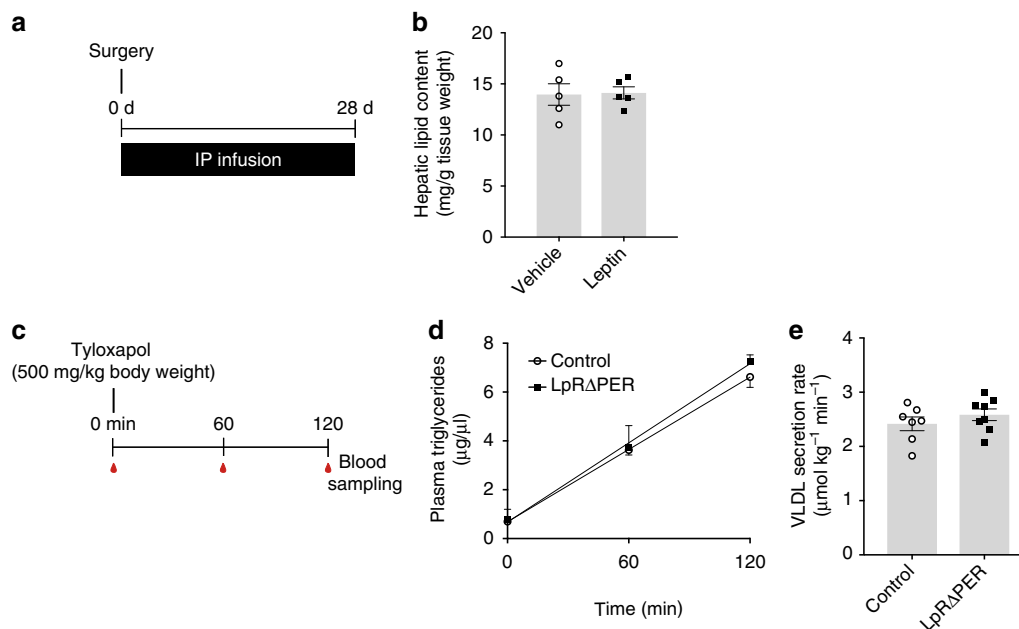 a
Surgery
0 d
28 d
IP infusion
b
Hepatic lipid content
(mg/g tissue weight)
20
15
10
5
0
Vehicle
Leptin
c
Tyloxapol
(500 mg/kg body weight)
0 min
60
120
Blood
sampling
d
Plasma triglycerides
(µg/µl)
8
6
4
2
0
Control
LpRΔPER
0
60
120
Time (min)
e
VLDL secretion rate
(µmol kg⁻¹ min⁻¹)
4
3
2
1
0
Control
LpRΔPER